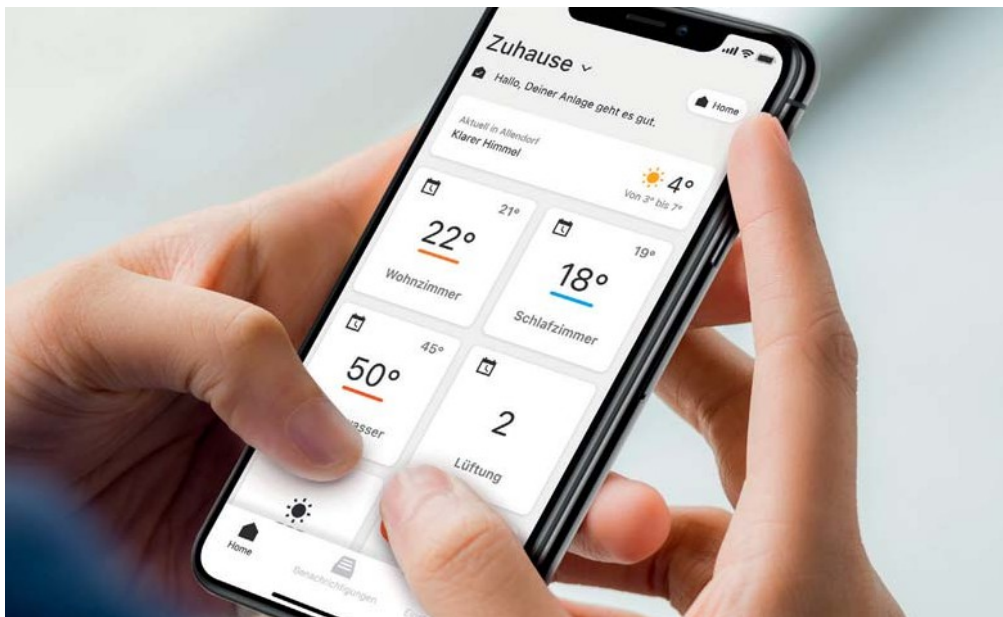 Zuhause
Hallo, Deiner Anlage geht es gut.
Home
Aktuell in Allendorf
Klarer Himmel
4°
Von 3° bis 7°
21°
22°
Wohnzimmer
19°
18°
Schlafzimmer
45°
50°
wasser
2
Lüftung
Home
Benachrichtigungen